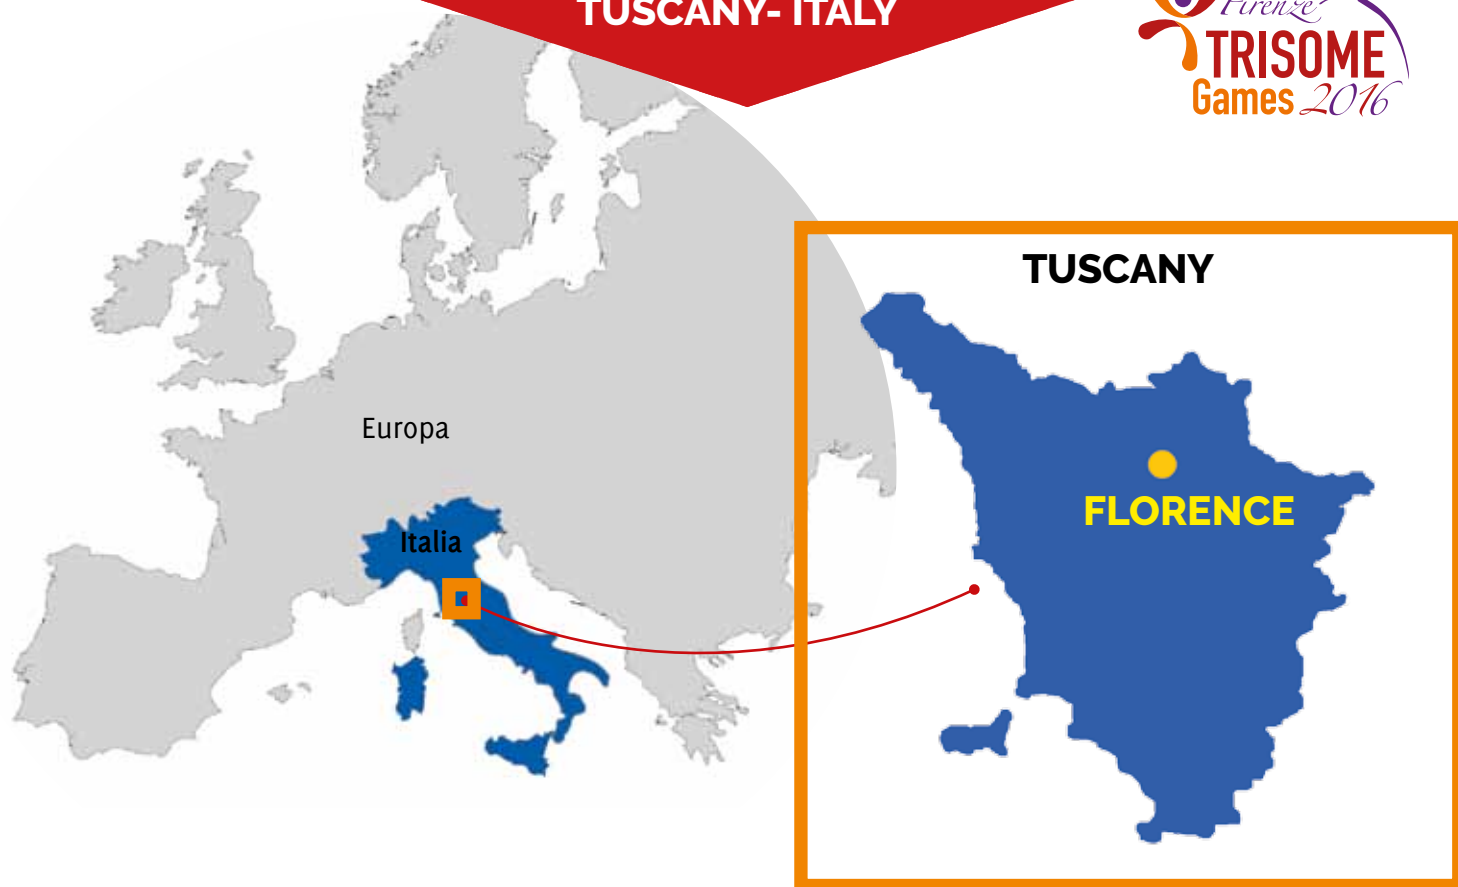 TUSCANY- ITALY
Firenze
TRISOME
Games 2016
TUSCANY
Europa
FLORENCE
Italia